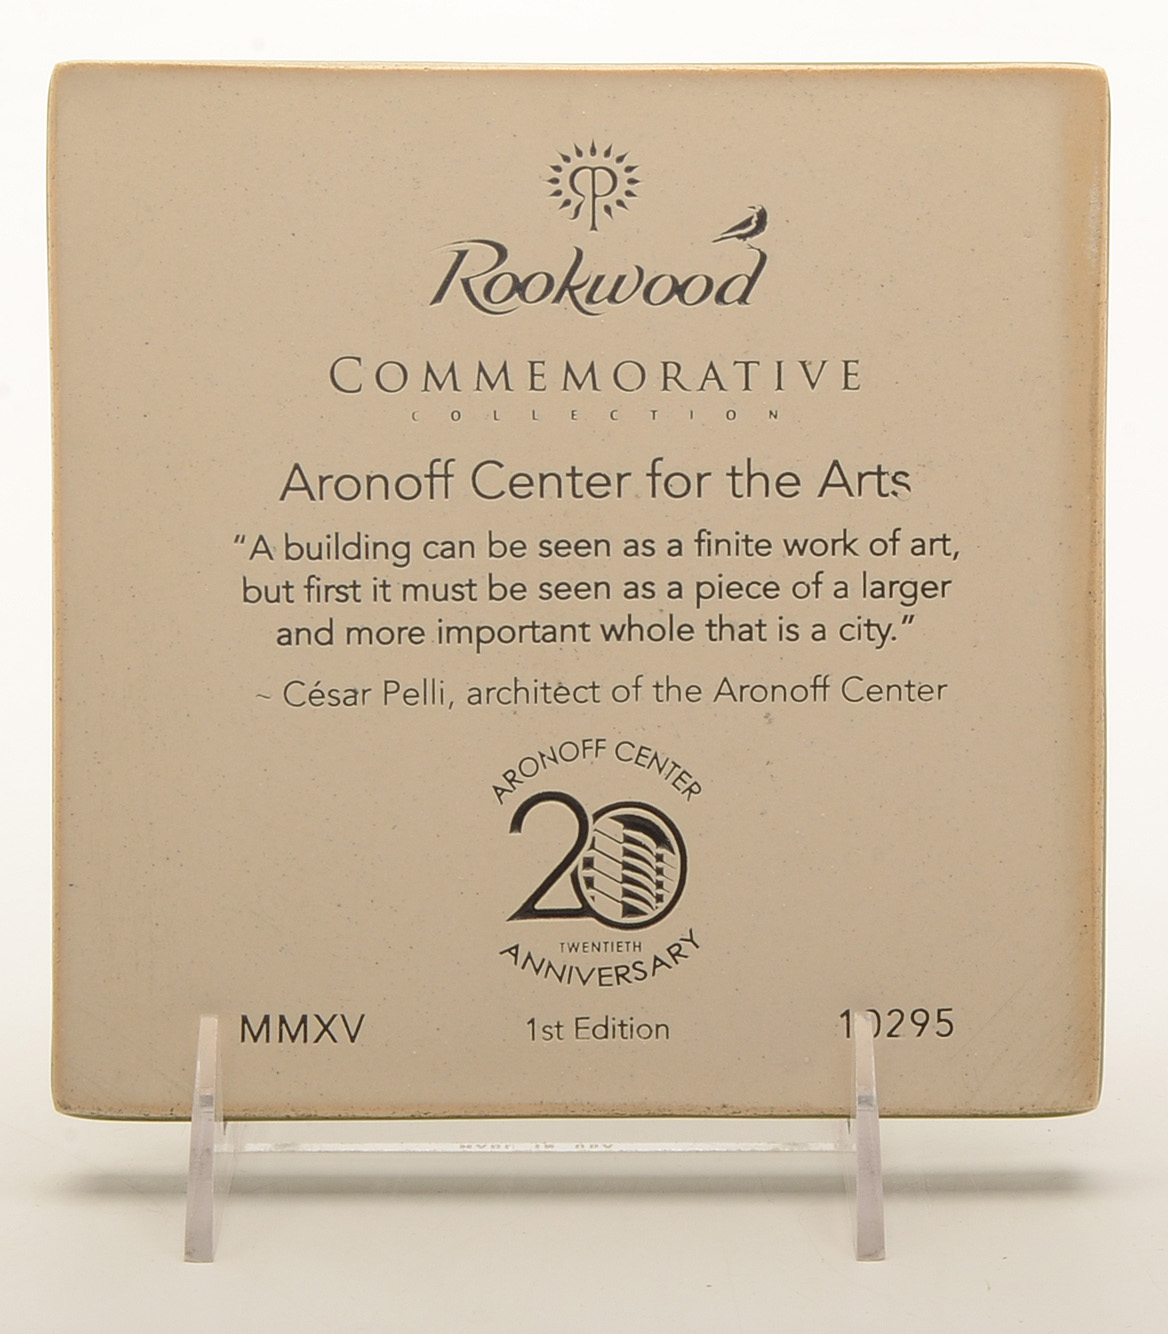 Rookwood
COMMEMORATIVE
COLLECTION
Aronoff Center for the Arts
“A building can be seen as a finite work of art,
but first it must be seen as a piece of a larger
and more important whole that is a city.”
~ César Pelli, architect of the Aronoff Center
ARONOFF CENTER
20
TWENTIETH
ANNIVERSARY
MMXV 1st Edition 10295